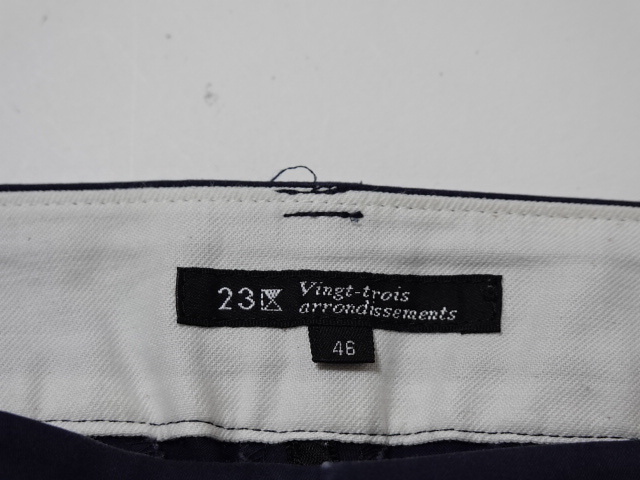 23区 Vingt-trois
arrondissements
46